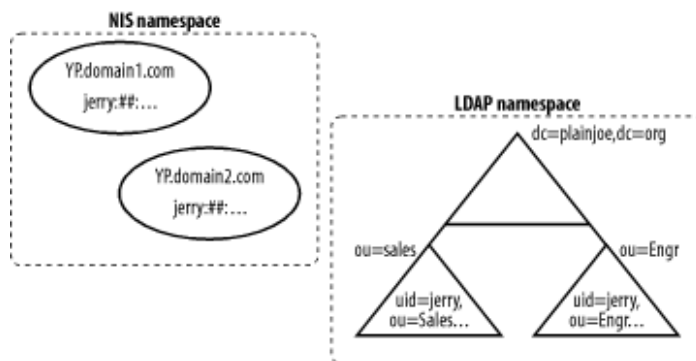 NIS namespace
YP.domain1.com
jerry:##:...
YP.domain2.com
jerry:##:...
LDAP namespace
dc=plainjoe,dc=org
ou=sales
ou=Engr
uid=jerry,
ou=Sales...
uid=jerry,
ou=Engr...